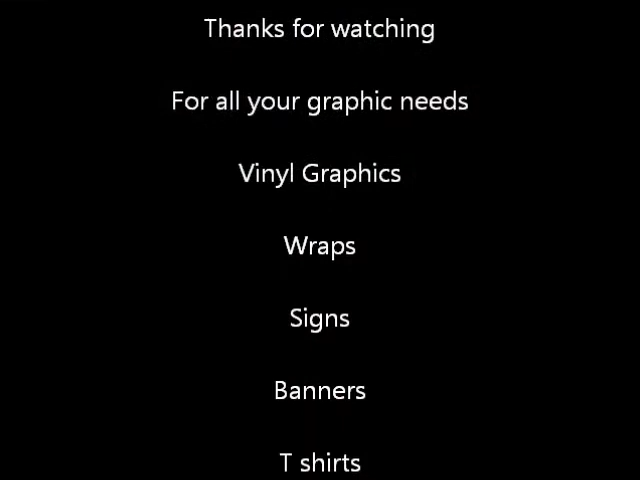 Thanks for watching
For all your graphic needs
Vinyl Graphics
Wraps
Signs
Banners
T shirts